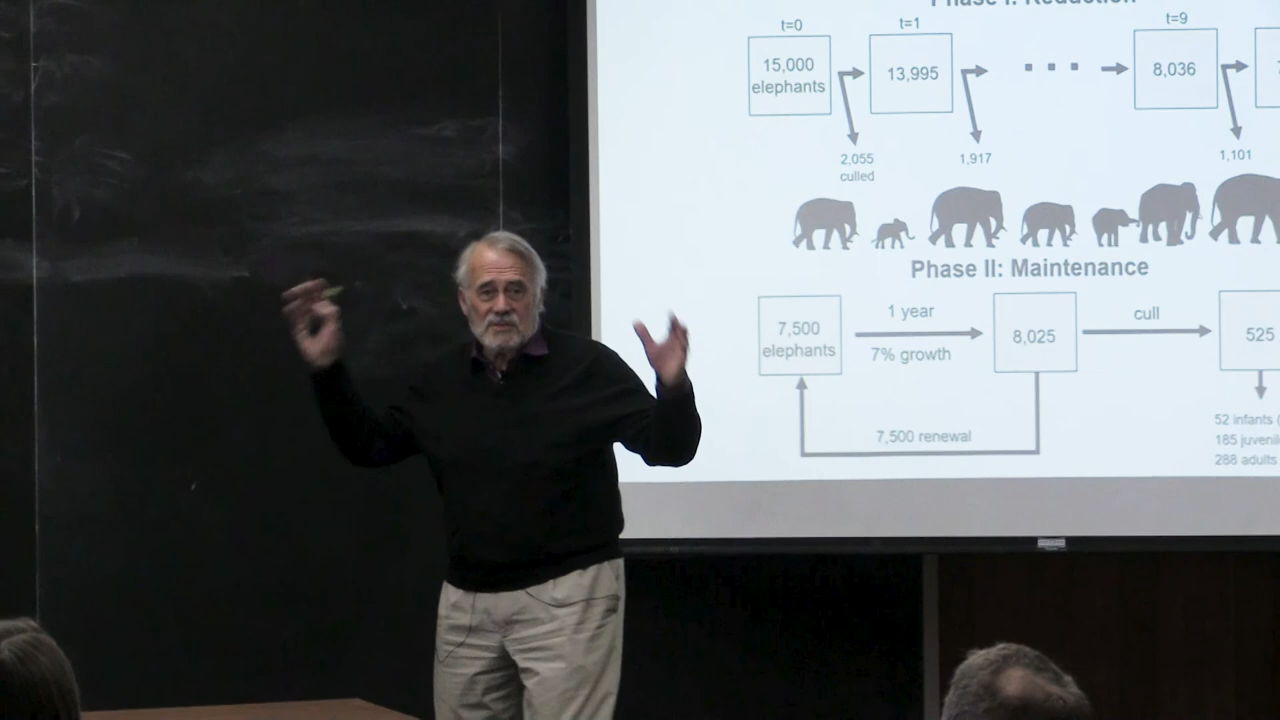 Phase I: Reduction
t=0
t=1
t=9
15,000
elephants
13,995
8,036
2,055
culled
1,917
1,101
Phase II: Maintenance
7,500
elephants
1 year
7% growth
8,025
cull
525
7,500 renewal
52 infants (
185 juvenil
288 adults